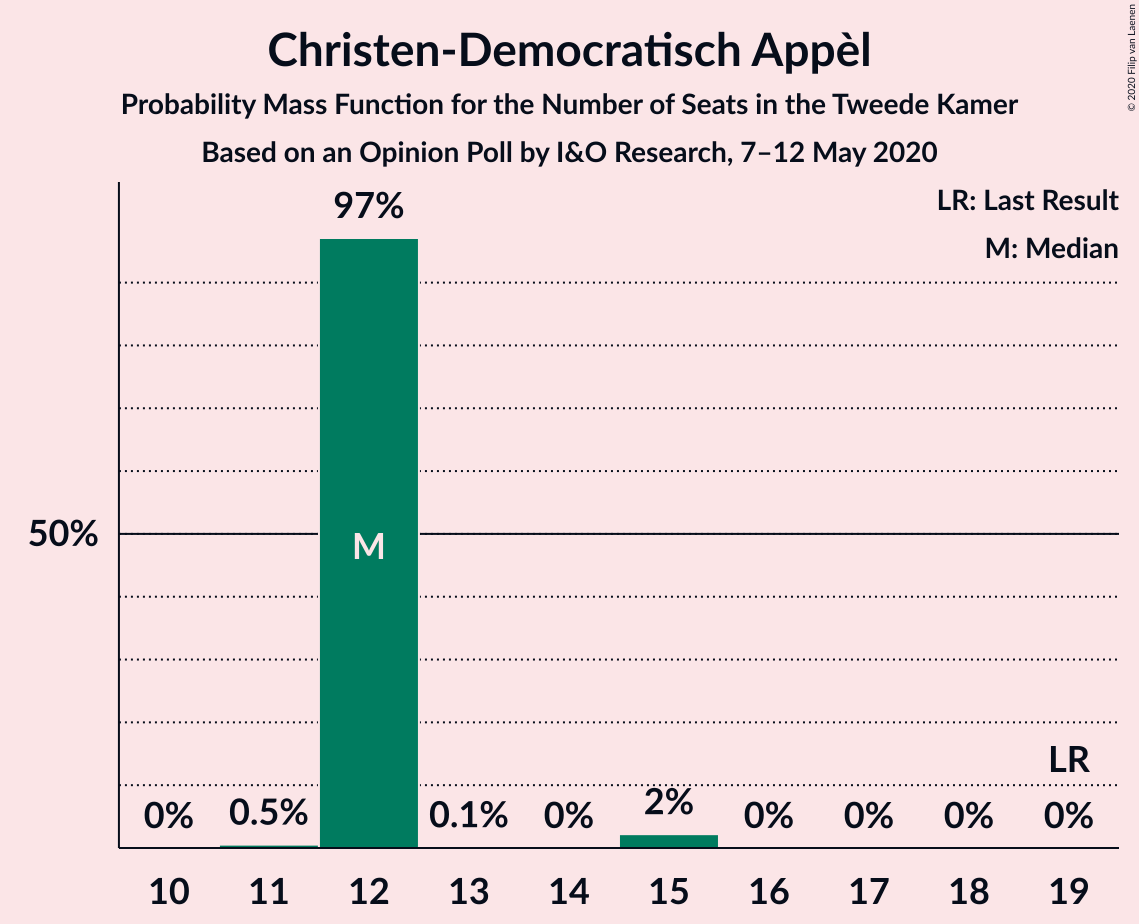 Christen-Democratisch Appèl
Probability Mass Function for the Number of Seats in the Tweede Kamer
Based on an Opinion Poll by I&O Research, 7–12 May 2020
© 2020 Filip van Laenen
LR: Last Result
M: Median
97%
50%
M
LR
0% 0.5% 0.1% 0% 2% 0% 0% 0% 0%
10 11 12 13 14 15 16 17 18 19